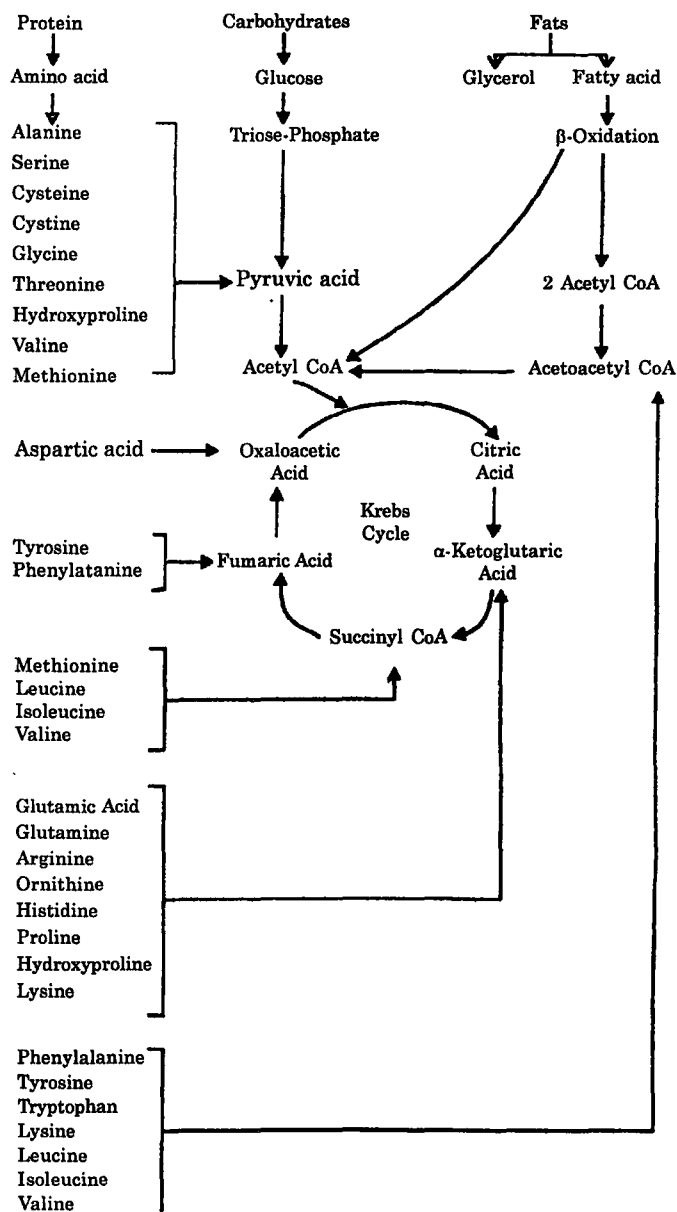 Protein
Carbohydrates
Fats
Amino acid
Glucose
Glycerol
Fatty acid
Alanine
Serine
Cysteine
Cystine
Glycine
Threonine
Hydroxyproline
Valine
Methionine
Triose-Phosphate
β-Oxidation
Pyruvic acid
2 Acetyl CoA
Acetyl CoA
Acetoacetyl CoA
Aspartic acid
Oxaloacetic
Acid
Citric
Acid
Krebs
Cycle
Tyrosine
Phenylatanine
Fumaric Acid
α-Ketoglutaric
Acid
Succinyl CoA
Methionine
Leucine
Isoleucine
Valine
Glutamic Acid
Glutamine
Arginine
Ornithine
Histidine
Proline
Hydroxyproline
Lysine
Phenylalanine
Tyrosine
Tryptophan
Lysine
Leucine
Isoleucine
Valine